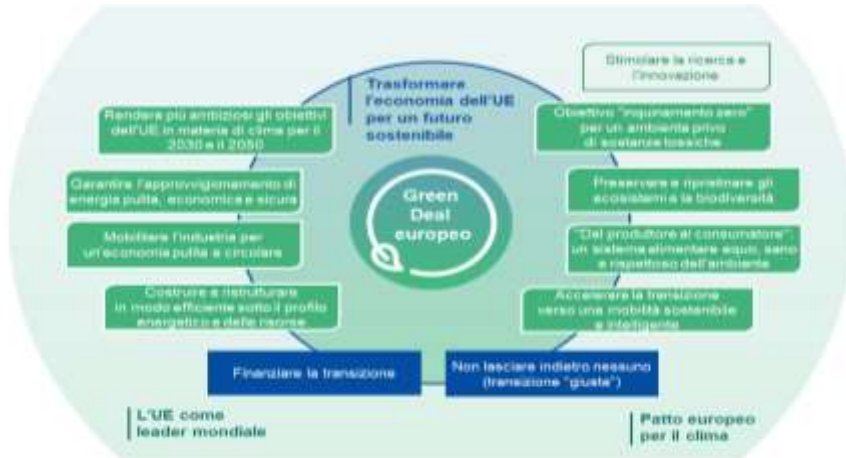 Stimolare la ricerca e
l'innovazione
Trasformare
l'economia dell'UE
per un futuro
sostenibile
Rendere più ambiziosi gli obiettivi
dell'UE in materia di clima per il
2030 e il 2050
Garantire l'approvvigionamento di
energia pulita, economica e sicura
Mobilitare l'industria per
un'economia pulita e circolare
Costruire e ristrutturare
in modo efficiente sotto il profilo
energetico e delle risorse
Green
Deal
europeo
Obiettivo "inquinamento zero"
per un ambiente privo
di sostanze tossiche
Preservare e ripristinare gli
ecosistemi e la biodiversità
"Dal produttore al consumatore":
un sistema alimentare equo, sano
e rispettoso dell'ambiente
Accelerare la transizione
verso una mobilità sostenibile
e intelligente
Finanziare la transizione
Non lasciare indietro nessuno
(transizione "giusta")
L'UE come
leader mondiale
Patto europeo
per il clima